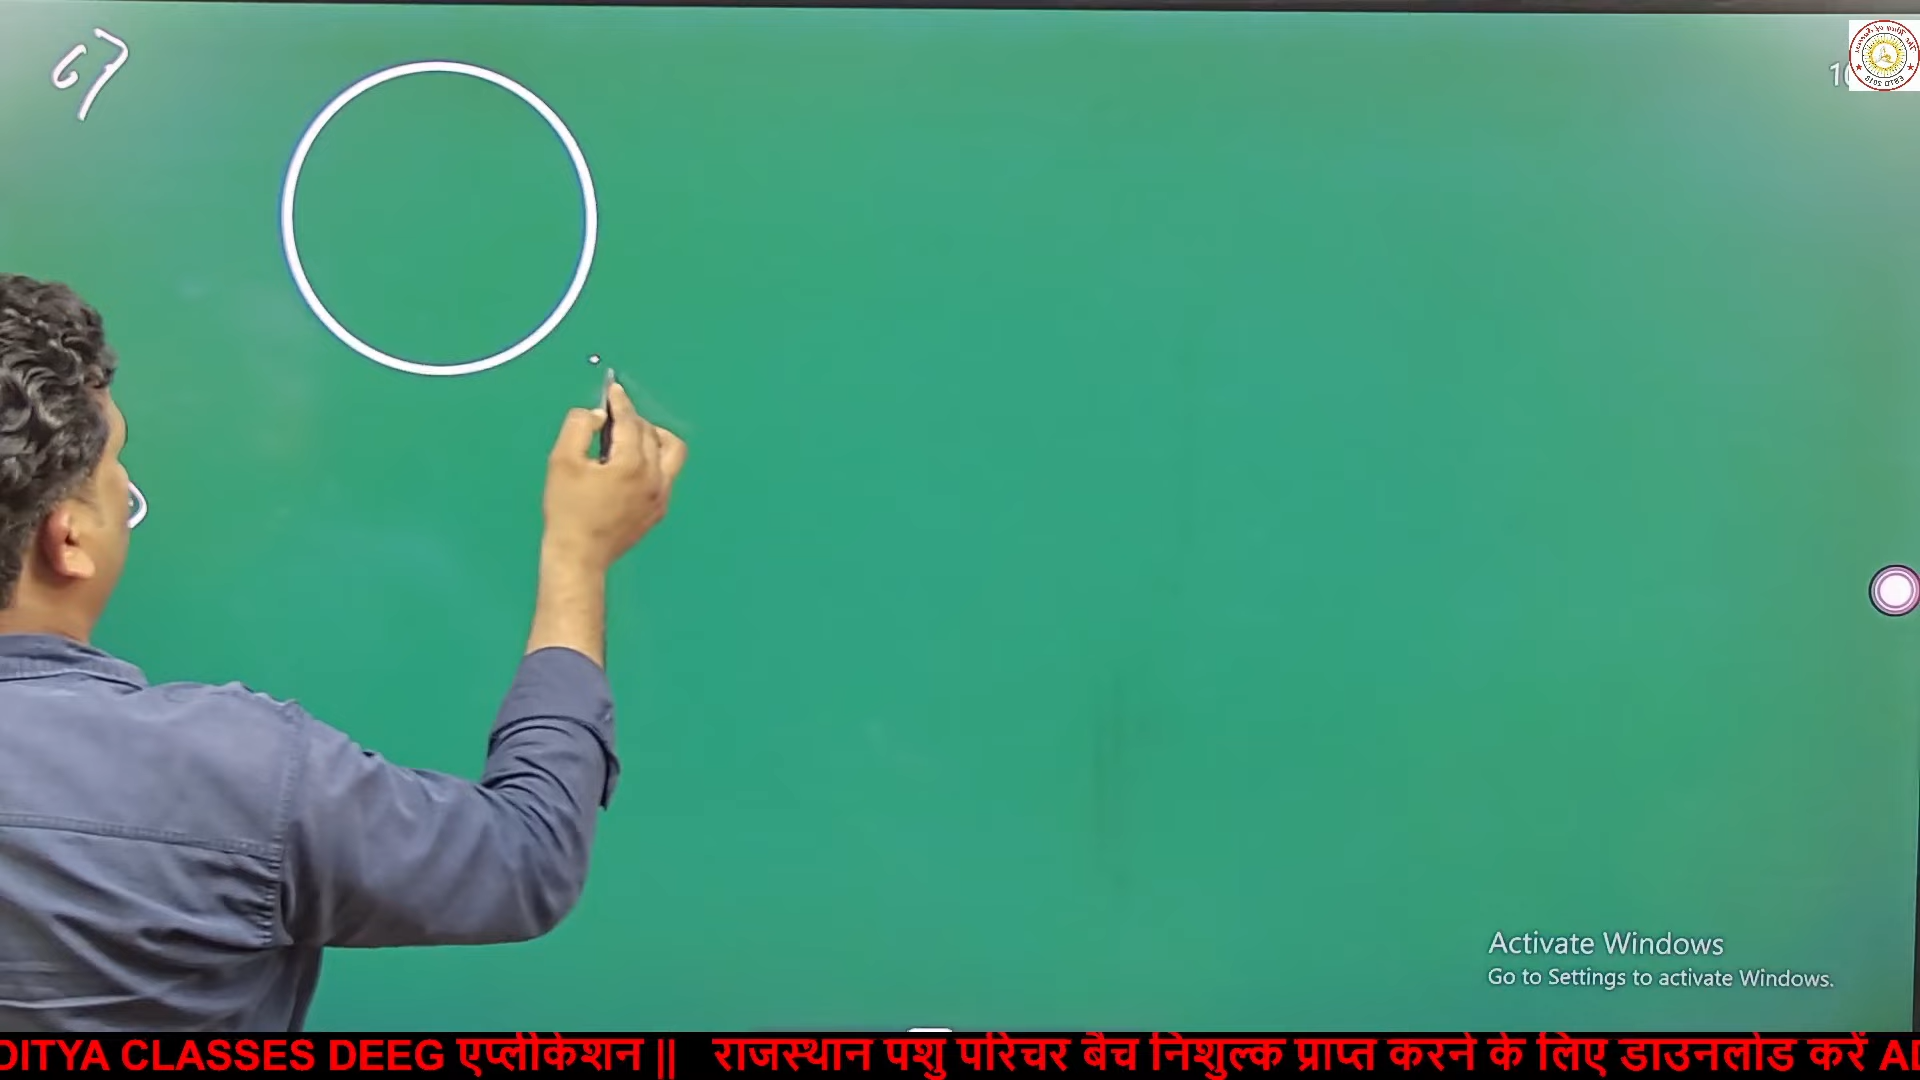 67
10
Activate Windows
Go to Settings to activate Windows.
DITYA CLASSES DEEG एप्लीकेशन || राजस्थान पशु परिचर बैच निशुल्क प्राप्त करने के लिए डाउनलोड करें A